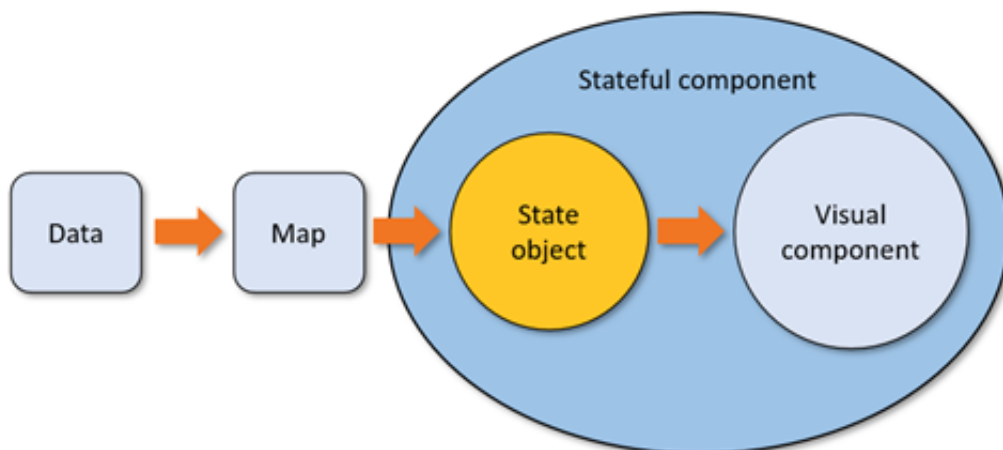 Stateful component
Data
Map
State
object
Visual
component